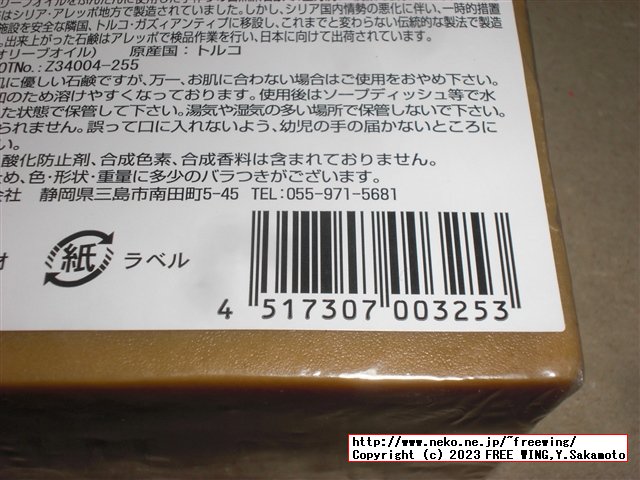 はシリア・アレッポ地方で製造されていました。しかし、シリア国内情勢の悪化に伴い、一時的措置
施設を安全な隣国、トルコ・ガズィアンティプに移設し、これまでと変わらない伝統的な製法で製造
。出来上がった石鹸はアレッポで検品作業を行い、日本に向けて出荷されています。
オリーブオイル) 原産国：トルコ
OTNo.: Z34004-255
に優しい石鹸ですが、万一、お肌に合わない場合はご使用をおやめ下さい。
のため溶けやすくなっております。使用後はソープディッシュ等で水
た状態で保管して下さい。湯気や湿気の多い場所で保管しないで下さい。
られません。誤って口に入れないよう、幼児の手の届かないところに
い。
酸化防止剤、合成色素、合成香料は含まれておりません。
め、色・形状・重量に多少のバラつきがございます。
会社 静岡県三島市南田町5-45 TEL:055-971-5681
材 紙 ラベル
4 517307 003253
http://www.neko.ne.jp/~freewing/
Copyright (c) 2023 FREE WING,Y.Sakamoto